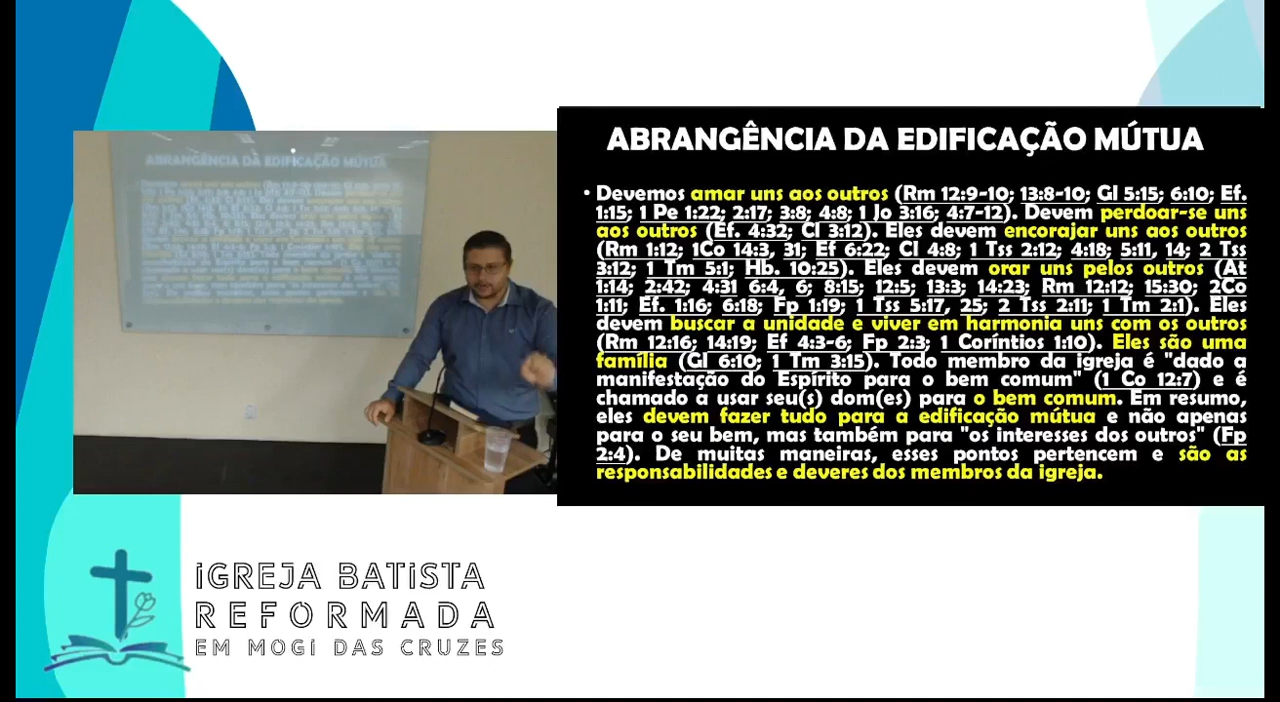 ABRANGÊNCIA DA EDIFICAÇÃO MÚTUA
ABRANGÊNCIA DA EDIFICAÇÃO MÚTUA
• Devemos amar uns aos outros (Rm 12:9-10; 13:8-10; Gl 5:15; 6:10; Ef.
1:15; 1 Pe 1:22; 2:17; 3:8; 4:8; 1 Jo 3:16; 4:7-12). Devem perdoar-se uns
aos outros (Ef. 4:32; Cl 3:12). Eles devem encorajar uns aos outros
(Rm 1:12; 1Co 14:3, 31; Ef 6:22; Cl 4:8; 1 Tss 2:12; 4:18; 5:11, 14; 2 Tss
3:12; 1 Tm 5:1; Hb. 10:25). Eles devem orar uns pelos outros (At
1:14; 2:42; 4:31 6:4, 6; 8:15; 12:5; 13:3; 14:23; Rm 12:12; 15:30; 2Co
1:11; Ef. 1:16; 6:18; Fp 1:19; 1 Tss 5:17, 25; 2 Tss 2:11; 1 Tm 2:1). Eles
devem buscar a unidade e viver em harmonia uns com os outros
(Rm 12:16; 14:19; Ef 4:3-6; Fp 2:3; 1 Coríntios 1:10). Eles são uma
família (Gl 6:10; 1 Tm 3:15). Todo membro da igreja é "dado a
manifestação do Espírito para o bem comum" (1 Co 12:7) e é
chamado a usar seu(s) dom(es) para o bem comum. Em resumo,
eles devem fazer tudo para a edificação mútua e não apenas
para o seu bem, mas também para "os interesses dos outros" (Fp
2:4). De muitas maneiras, esses pontos pertencem e são as
responsabilidades e deveres dos membros da igreja.
IGREJA BATISTA
REFORMADA
EM MOGI DAS CRUZES